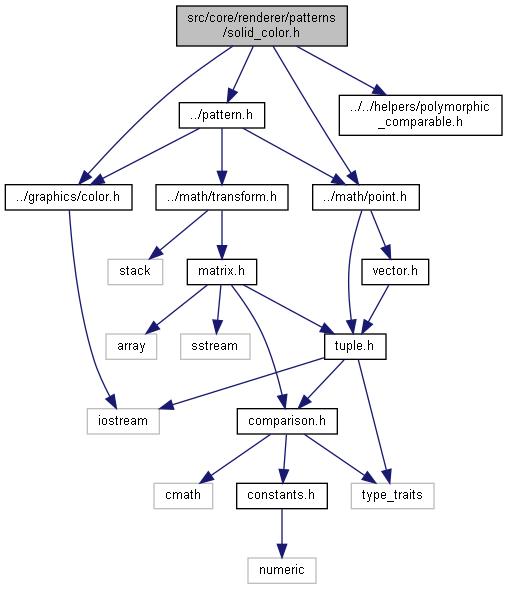 src/core/renderer/patterns
/solid_color.h
../pattern.h
../../helpers/polymorphic
_comparable.h
../graphics/color.h
../math/transform.h
../math/point.h
stack
matrix.h
vector.h
array
sstream
tuple.h
iostream
comparison.h
cmath
constants.h
type_traits
numeric